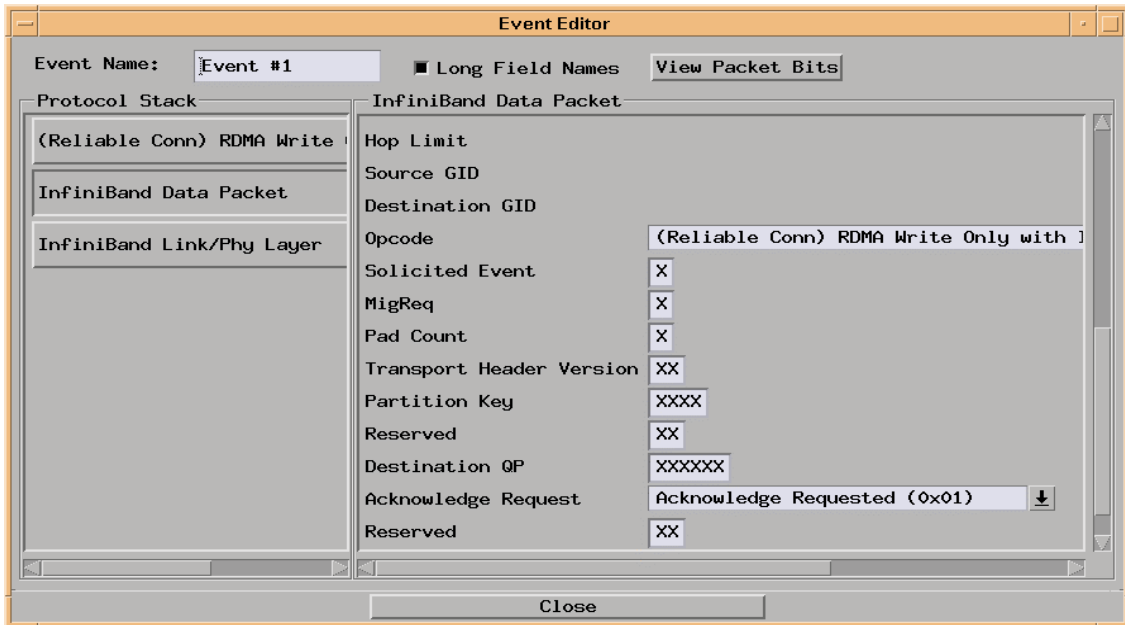 Event Editor
Event Name: Event #1 Long Field Names View Packet Bits
Protocol Stack
(Reliable Conn) RDMA Write
InfiniBand Data Packet
InfiniBand Link/Phy Layer
InfiniBand Data Packet
Hop Limit
Source GID
Destination GID
Opcode (Reliable Conn) RDMA Write Only with
Solicited Event X
MigReq X
Pad Count X
Transport Header Version XX
Partition Key XXXX
Reserved XX
Destination QP XXXXXX
Acknowledge Request Acknowledge Requested (0x01)
Reserved XX
Close